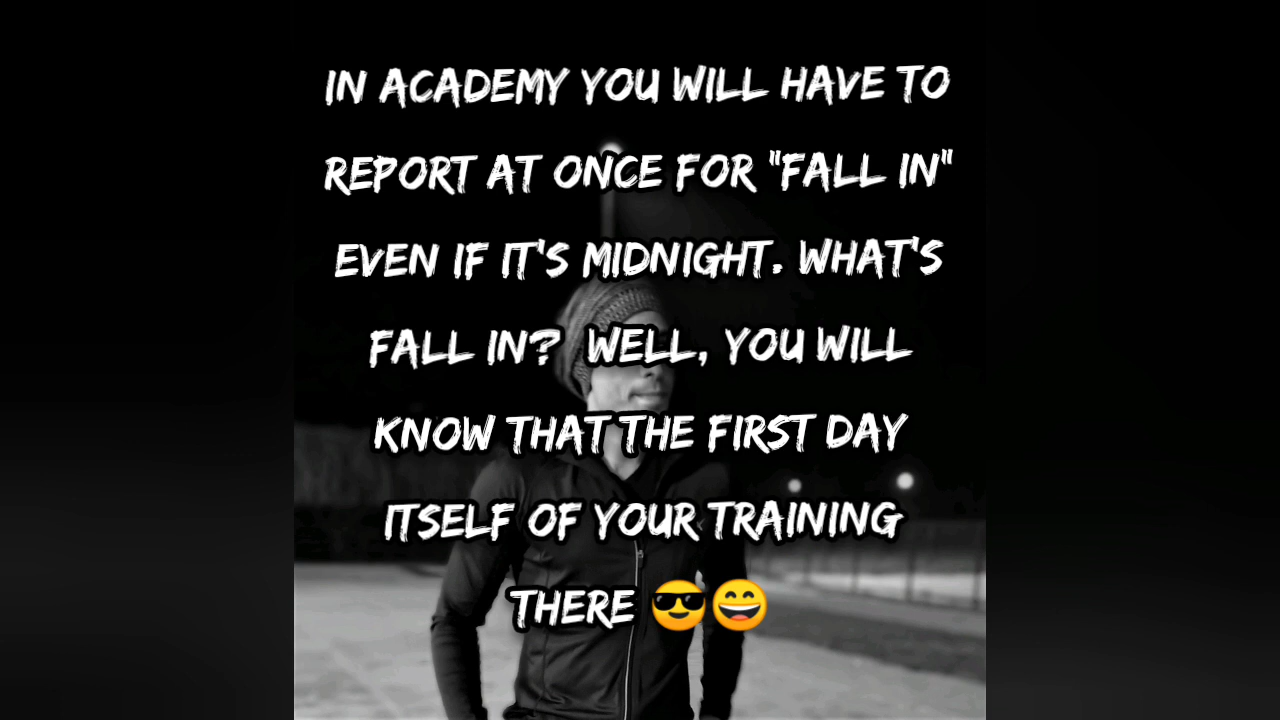 IN ACADEMY YOU WILL HAVE TO
REPORT AT ONCE FOR "FALL IN"
EVEN IF IT'S MIDNIGHT. WHAT'S
FALL IN? WELL, YOU WILL
KNOW THAT THE FIRST DAY
ITSELF OF YOUR TRAINING
THERE 😎😄